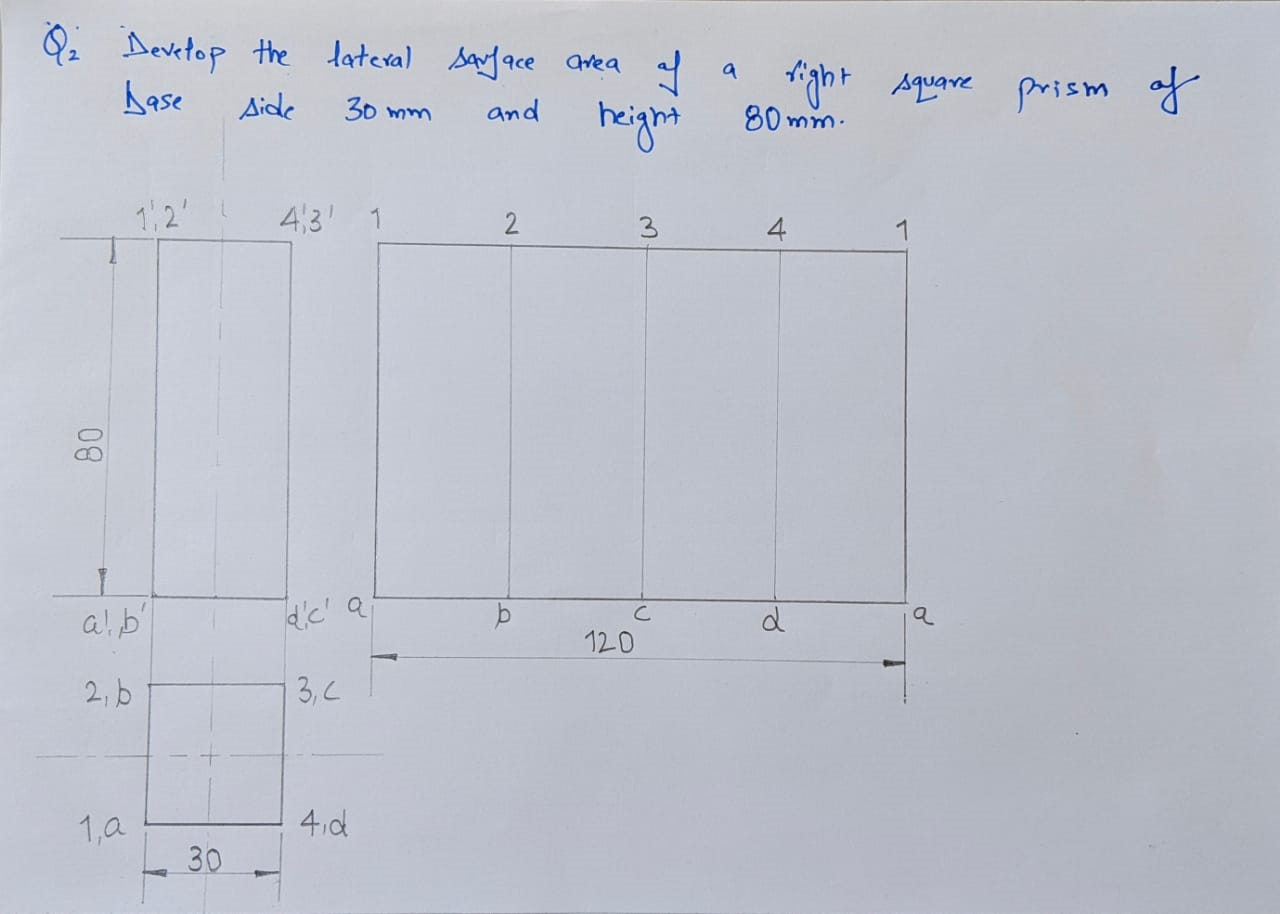 Q2 Develop the lateral surface area of a right square prism of
base side 30 mm and height 80 mm.
1',2' 4',3' 1 2 3 4 1
80
a',b' d',c' a b c d a
120
2,b 3,c
1,a 4,d
30